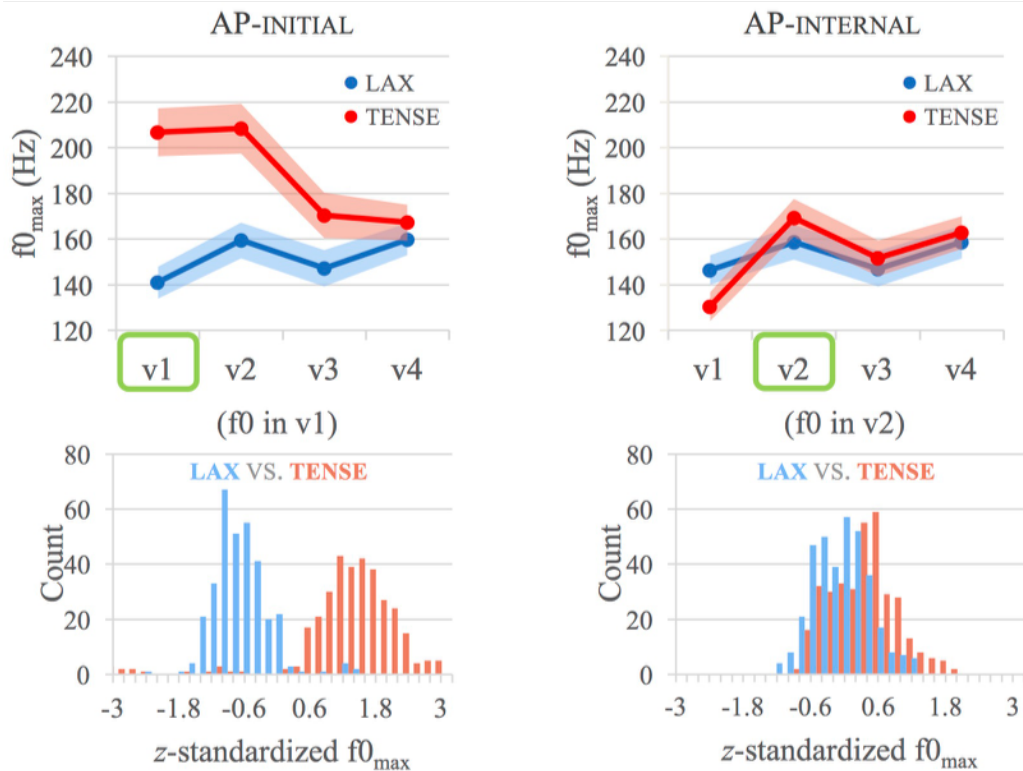 AP-INITIAL
240
220
200
180
160
140
120
f0max (Hz)
LAX
TENSE
v1 v2 v3 v4
AP-INTERNAL
240
220
200
180
160
140
120
f0max (Hz)
LAX
TENSE
v1 v2 v3 v4
(f0 in v1)
80
60
40
20
0
Count
LAX VS. TENSE
-3 -1.8 -0.6 0.6 1.8 3
z-standardized f0max
(f0 in v2)
80
60
40
20
0
Count
LAX VS. TENSE
-3 -1.8 -0.6 0.6 1.8 3
z-standardized f0max